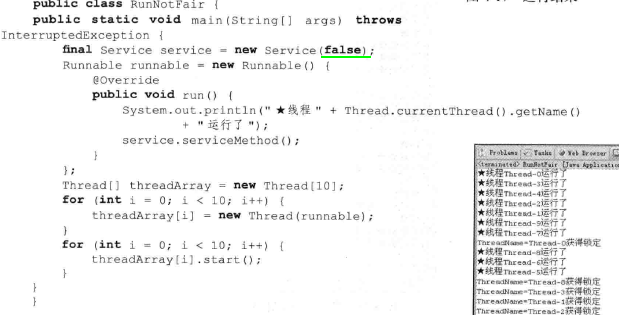 public class RunNotFair {
public static void main(String[] args) throws
InterruptedException {
final Service service = new Service(false);
Runnable runnable = new Runnable() {
@Override
public void run() {
System.out.println("★线程" + Thread.currentThread().getName()
+ "运行了");
service.serviceMethod();
}
};
Thread[] threadArray = new Thread[10];
for (int i = 0; i < 10; i++) {
threadArray[i] = new Thread(runnable);
}
for (int i = 0; i < 10; i++) {
threadArray[i].start();
}
}
}
Problems Tasks Web Browser
<terminated> RunNotFair [Java Applicatio
★线程Thread-0运行了
★线程Thread-3运行了
★线程Thread-4运行了
★线程Thread-2运行了
★线程Thread-1运行了
★线程Thread-9运行了
★线程Thread-7运行了
ThreadName=Thread-0获得锁定
★线程Thread-8运行了
★线程Thread-6运行了
★线程Thread-5运行了
ThreadName=Thread-8获得锁定
ThreadName=Thread-3获得锁定
ThreadName=Thread-1获得锁定
ThreadName=Thread-2获得锁定